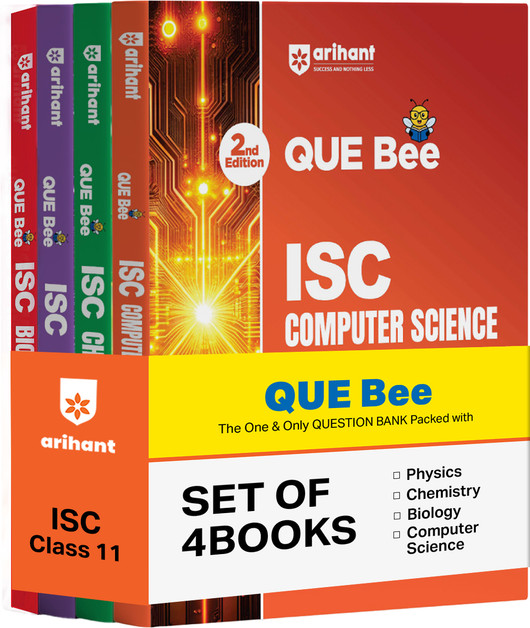 arihant
QUE Bee
ISC BIO
arihant
QUE Bee
ISC
arihant
QUE Bee
ISC CH
arihant
QUE Bee
ISC COMPUTE
2nd
Edition
arihant
SUCCESS AND NOTHING LESS
QUE Bee
ISC
COMPUTER SCIENCE
arihant
ISC
Class 11
QUE Bee
The One & Only QUESTION BANK Packed with
SET OF
4BOOKS
Physics
Chemistry
Biology
Computer
Science